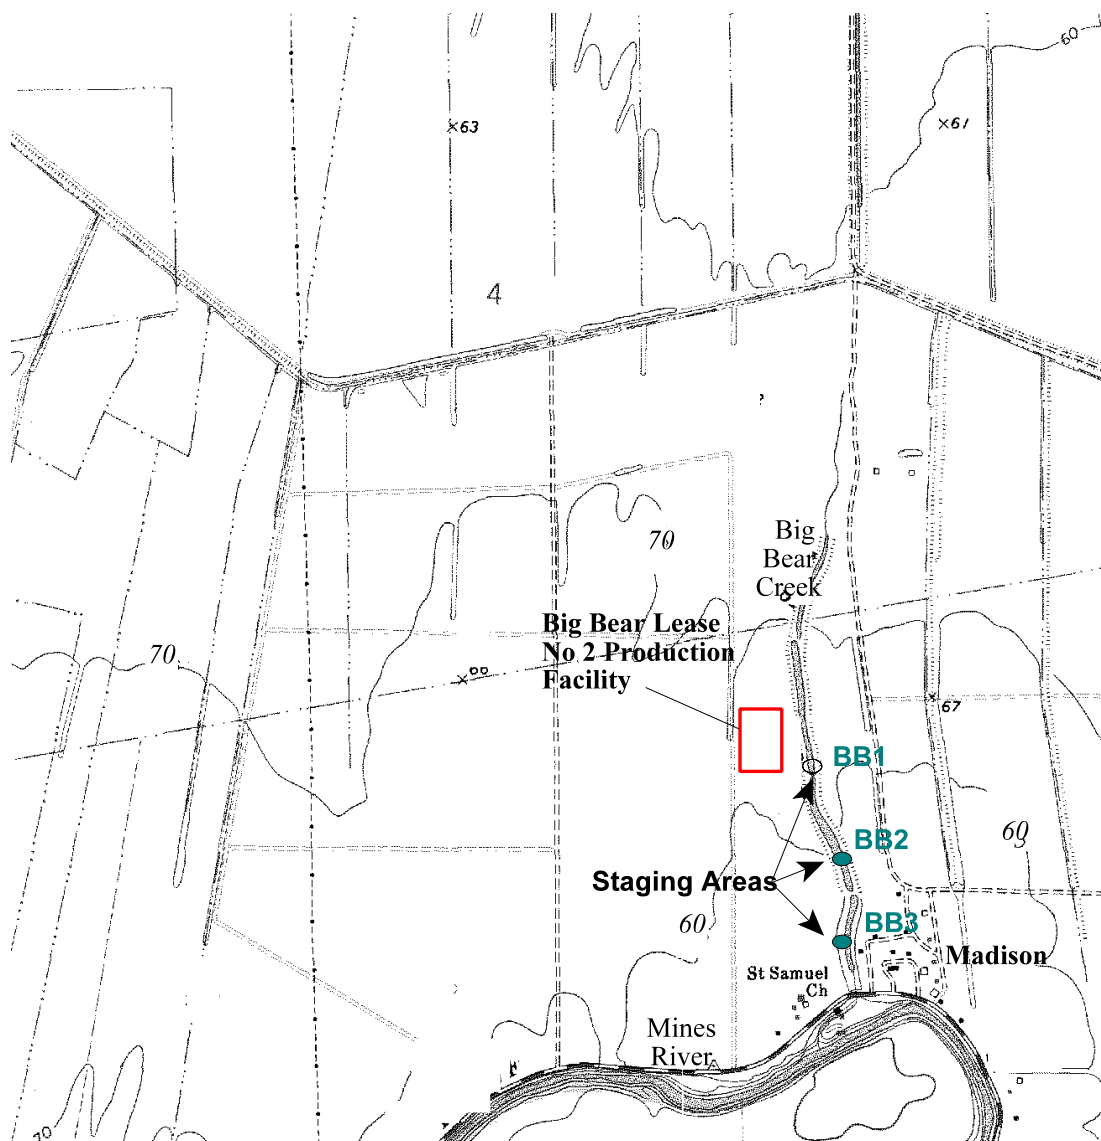 60
63
61
4
Big
Bear
Creek
70
Big Bear Lease
No 2 Production
Facility
70
67
BB1
BB2
60
Staging Areas
60
BB3
Madison
St Samuel
Ch
Mines
River
70